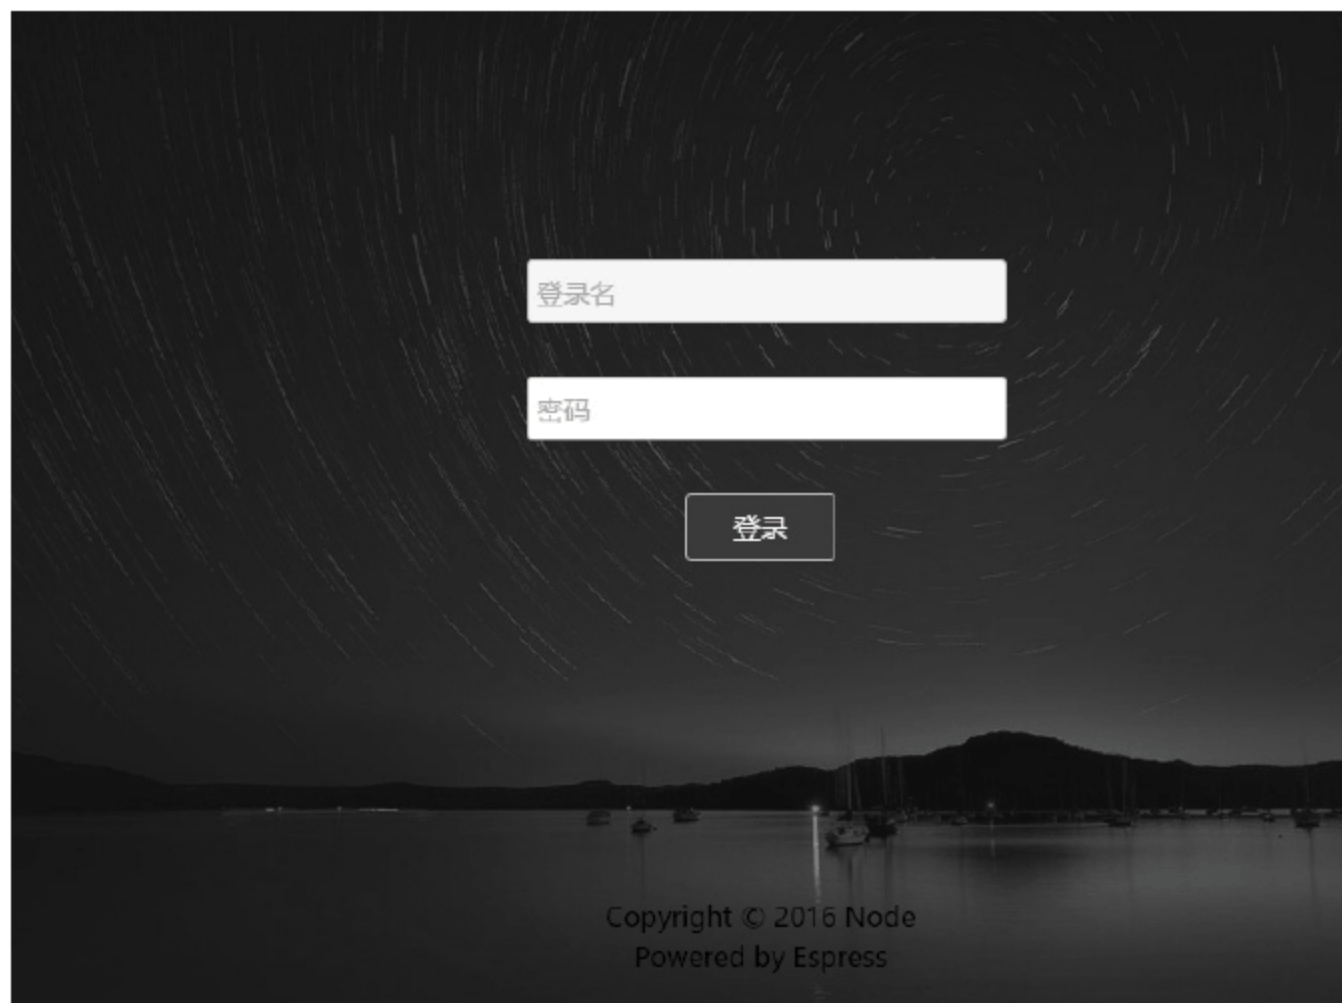 登录名
密码
登录
Copyright © 2016 Node
Powered by Espress